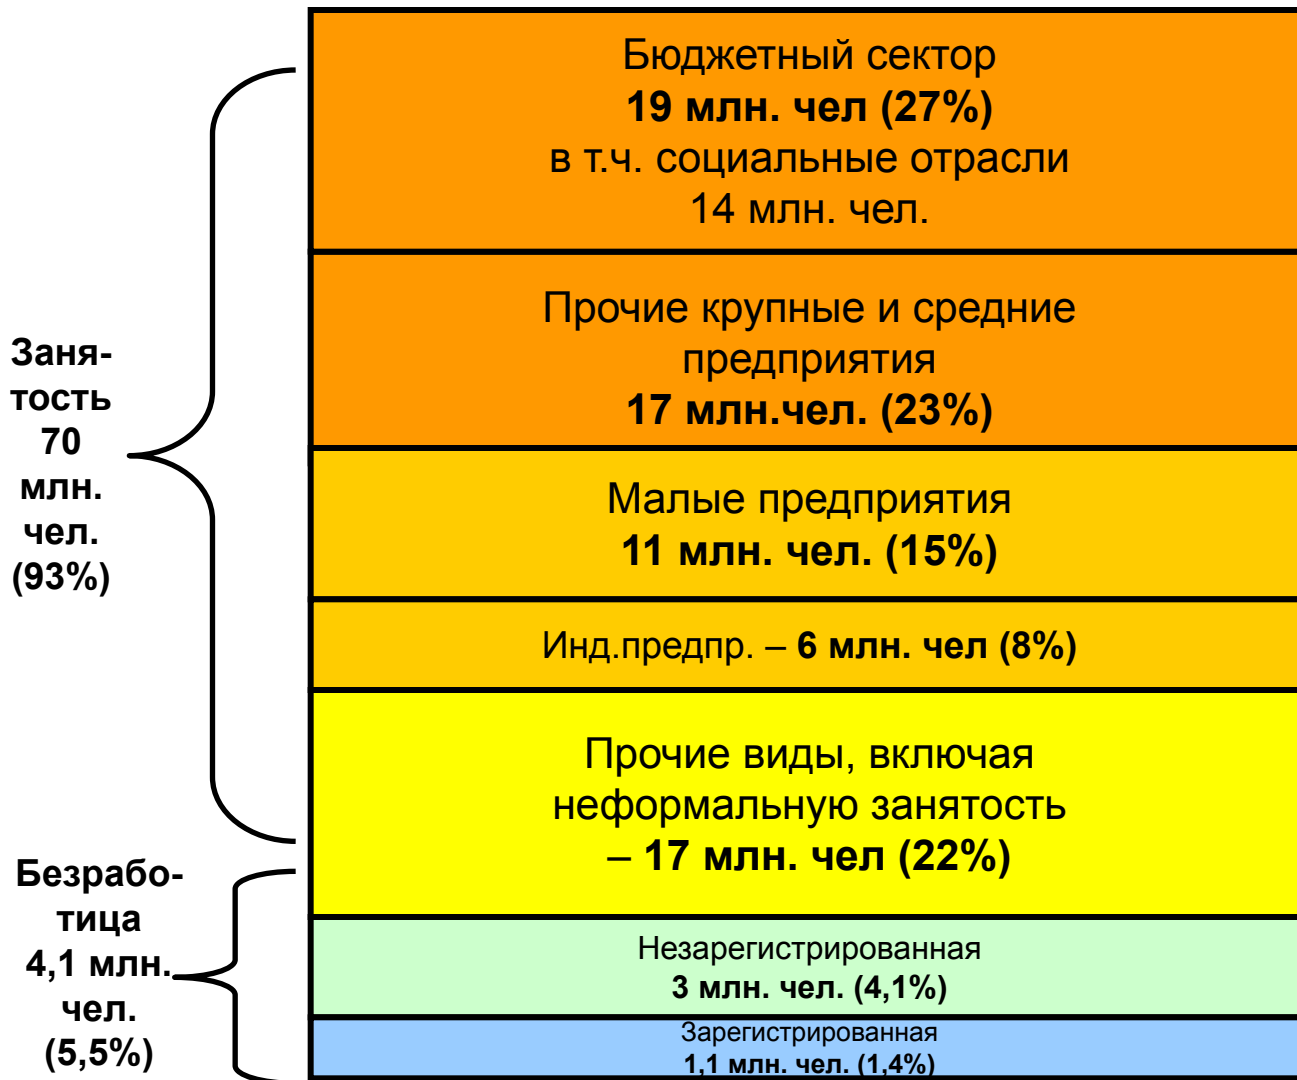 Бюджетный сектор
19 млн. чел (27%)
в т.ч. социальные отрасли
14 млн. чел.
Прочие крупные и средние
предприятия
17 млн.чел. (23%)
Заня-
тость
70
млн.
чел.
(93%)
Малые предприятия
11 млн. чел. (15%)
Инд.предпр. – 6 млн. чел (8%)
Прочие виды, включая
неформальную занятость
– 17 млн. чел (22%)
Безрабо-
тица
4,1 млн.
чел.
(5,5%)
Незарегистрированная
3 млн. чел. (4,1%)
Зарегистрированная
1,1 млн. чел. (1,4%)